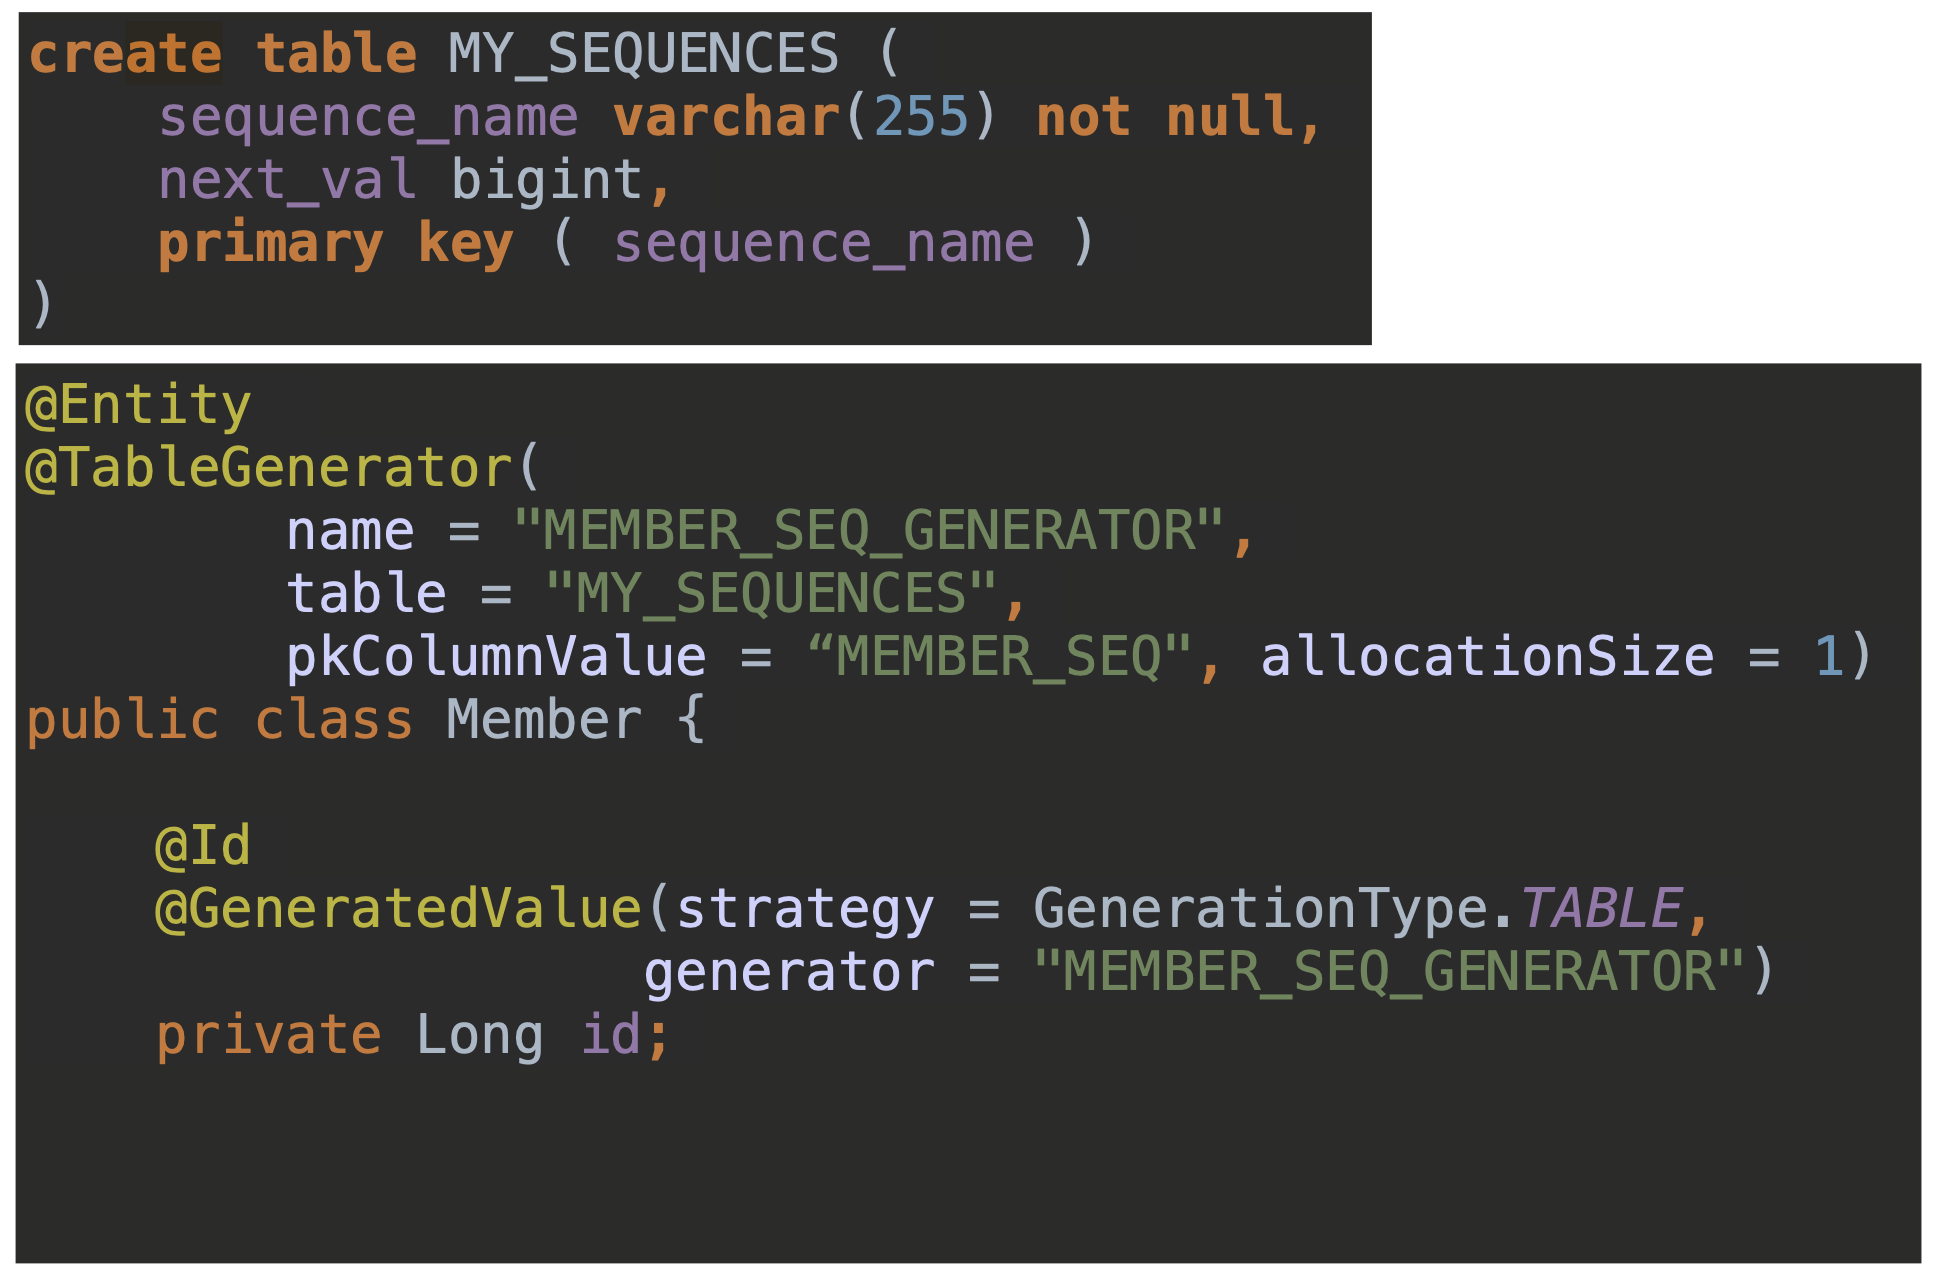 create table MY_SEQUENCES (
    sequence_name varchar(255) not null,
    next_val bigint,
    primary key ( sequence_name )
)
@Entity
@TableGenerator(
        name = "MEMBER_SEQ_GENERATOR",
        table = "MY_SEQUENCES",
        pkColumnValue = “MEMBER_SEQ", allocationSize = 1)
public class Member {
    @Id
    @GeneratedValue(strategy = GenerationType.TABLE,
                   generator = "MEMBER_SEQ_GENERATOR")
    private Long id;